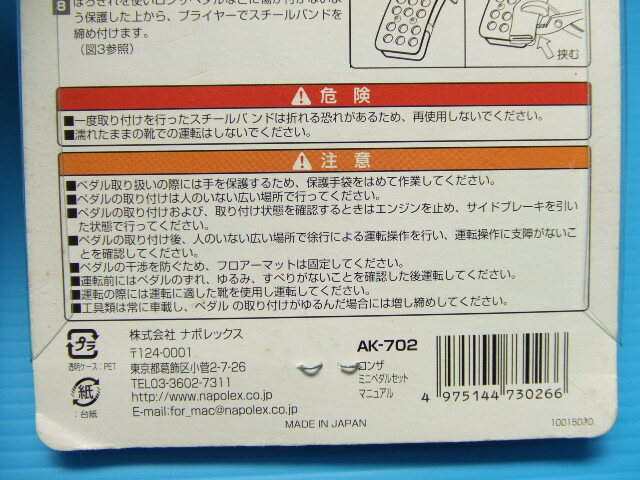 8
ぼろきれを使いロンザペダルなどに傷が付かないよ
う保護した上から、プライヤーでスチールバンドを
締め付けます。
(図3参照)
挟む
危険
■一度取り付けを行ったスチールバンドは折れる恐れがあるため、再使用しないでください。
■濡れたままの靴での運転はしないでください。
注意
■ペダル取り扱いの際には手を保護するため、保護手袋をはめて作業してください。
■ペダルの取り付けは人のいない広い場所で行ってください。
■ペダルの取り付けおよび、取り付け状態を確認するときはエンジンを止め、サイドブレーキを引い
た状態で行ってください。
■ペダルの取り付け後、人のいない広い場所で徐行による運転操作を行い、運転操作に支障がないこ
とを確認してください。
■ペダルの干渉を防ぐため、フロアーマットは固定してください。
■運転前にはペダルのずれ、ゆるみ、すべりがないことを確認した後運転してください。
■運転の際には運転に適した靴を使用し運転してください。
■工具類は常に車載し、ペダルの取り付けがゆるんだ場合には増し締めしてください。
プラ
透明ケース:PET
紙
:台紙
株式会社 ナポレックス
〒124-0001
東京都葛飾区小菅2-7-26
TEL03-3602-7311
http://www.napolex.co.jp
E-mail:for_mac@napolex.co.jp
MADE IN JAPAN
AK-702
ロンザ
ミニペダルセット
マニュアル
4 975144 730266
10015030